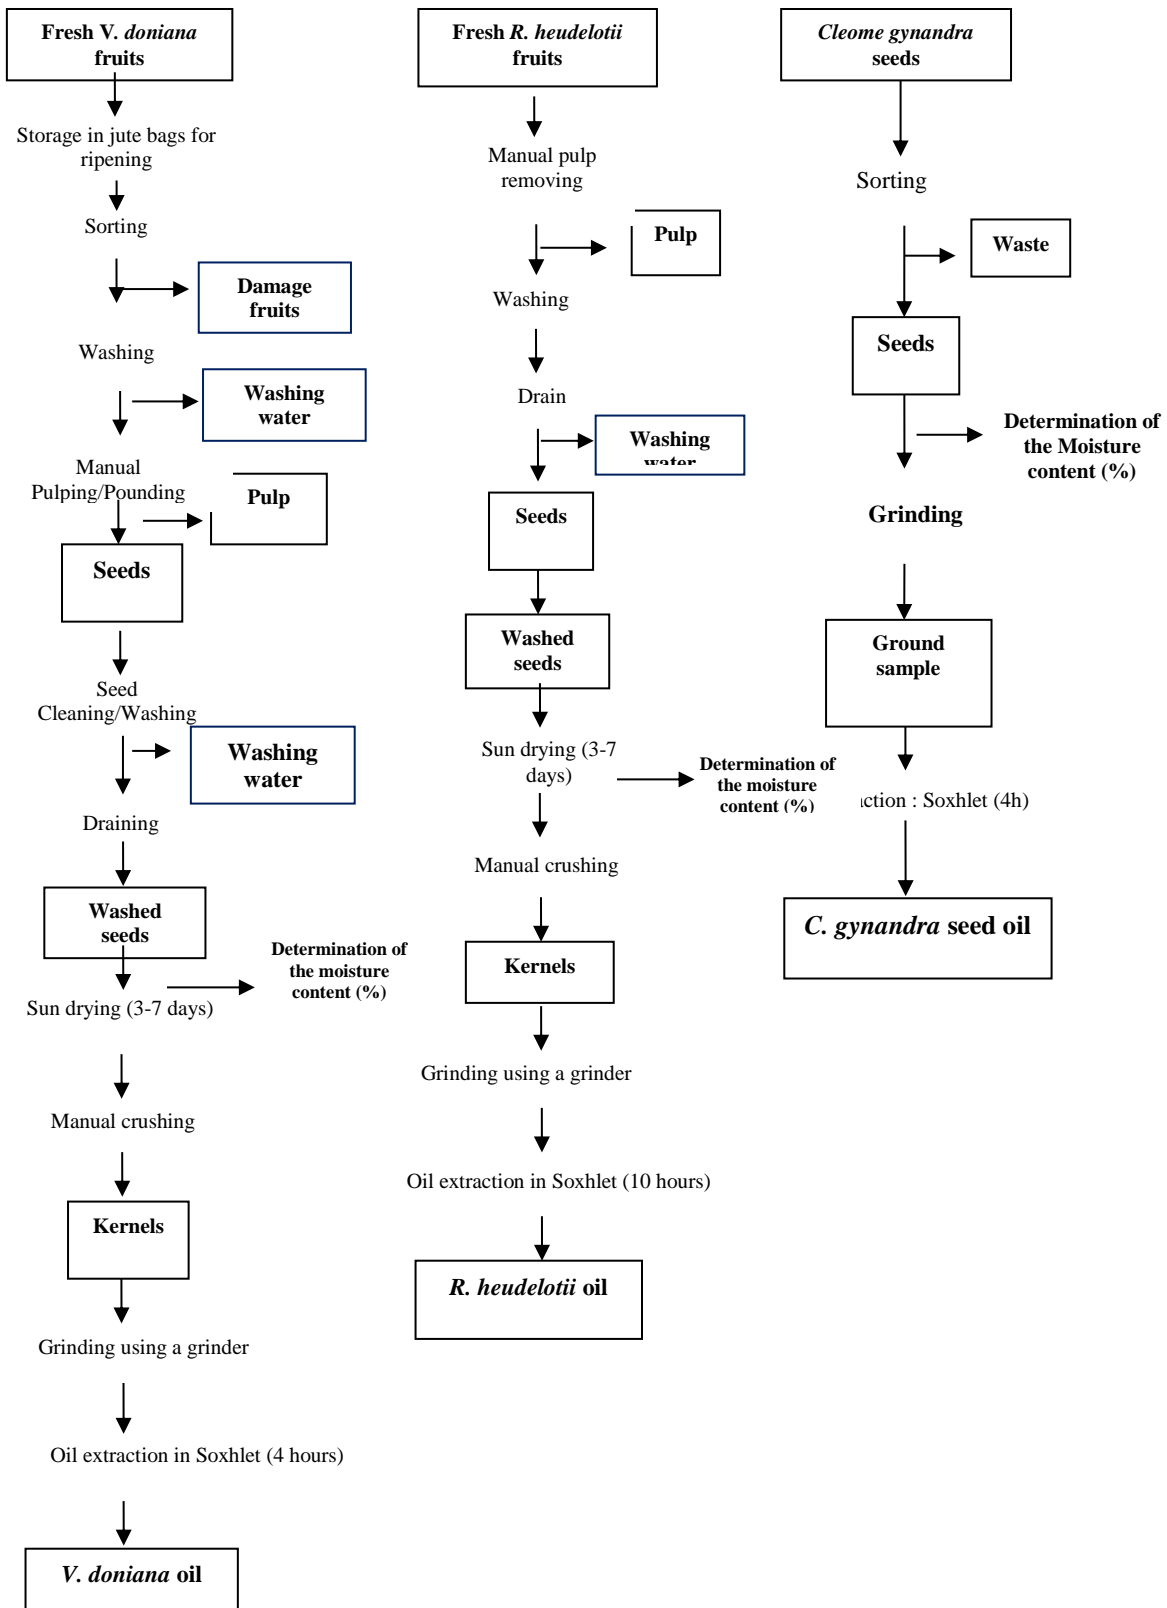 Fresh V. doniana
fruits
Storage in jute bags for
ripening
Sorting
Damage
fruits
Washing
Washing
water
Manual
Pulping/Pounding
Pulp
Seeds
Seed
Cleaning/Washing
Washing
water
Draining
Washed
seeds
Determination of
the moisture
content (%)
Sun drying (3-7 days)
Manual crushing
Kernels
Grinding using a grinder
Oil extraction in Soxhlet (4 hours)
V. doniana oil
Fresh R. heudelotii
fruits
Manual pulp
removing
Pulp
Washing
Drain
Washing
water
Seeds
Washed
seeds
Sun drying (3-7
days)
Determination of
the moisture
content (%)
Manual crushing
Kernels
Grinding using a grinder
Oil extraction in Soxhlet (10 hours)
R. heudelotii oil
Cleome gynandra
seeds
Sorting
Waste
Seeds
Determination of
the Moisture
content (%)
Grinding
Ground
sample
ction : Soxhlet (4h)
C. gynandra seed oil